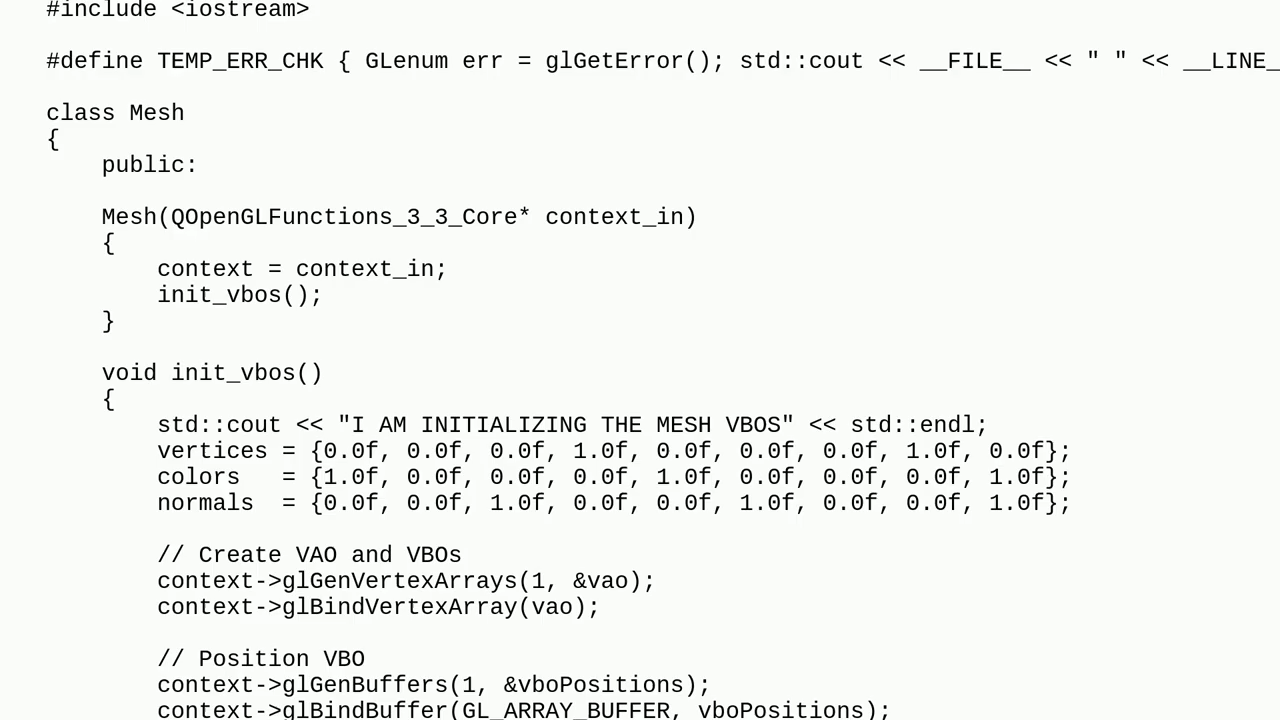 #include <iostream>
#define TEMP_ERR_CHK { GLenum err = glGetError(); std::cout << __FILE__ << " " << __LINE_
class Mesh
{
    public:
    Mesh(QOpenGLFunctions_3_3_Core* context_in)
    {
        context = context_in;
        init_vbos();
    }
    void init_vbos()
    {
        std::cout << "I AM INITIALIZING THE MESH VBOS" << std::endl;
        vertices = {0.0f, 0.0f, 0.0f, 1.0f, 0.0f, 0.0f, 0.0f, 1.0f, 0.0f};
        colors   = {1.0f, 0.0f, 0.0f, 0.0f, 1.0f, 0.0f, 0.0f, 0.0f, 1.0f};
        normals  = {0.0f, 0.0f, 1.0f, 0.0f, 0.0f, 1.0f, 0.0f, 0.0f, 1.0f};
        // Create VAO and VBOs
        context->glGenVertexArrays(1, &vao);
        context->glBindVertexArray(vao);
        // Position VBO
        context->glGenBuffers(1, &vboPositions);
        context->glBindBuffer(GL_ARRAY_BUFFER, vboPositions);